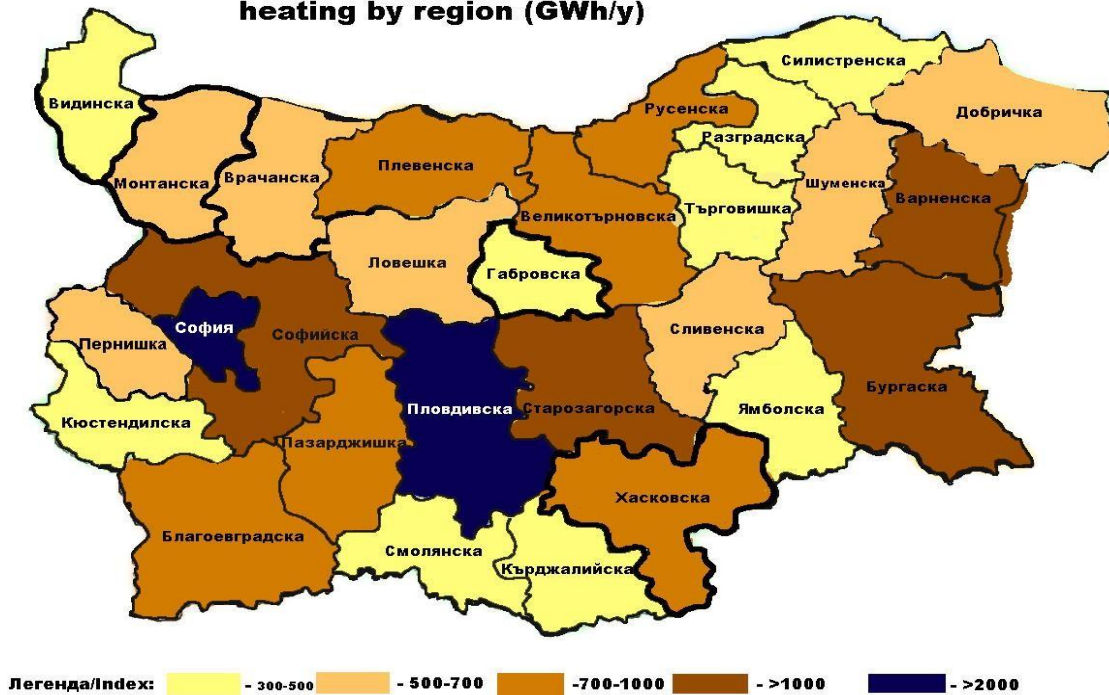 heating by region (GWh/y)
Силистренска
Видинска
Русенска
Добричка
Разградска
Плевенска
Монтанска
Врачанска
Шуменска
Варненска
Търговишка
Великотърновска
Ловешка
Габровска
София
Софийска
Сливенска
Пернишка
Бургаска
Пловдивска
Старозагорска
Ямболска
Кюстендилска
Пазарджишка
Хасковска
Благоевградска
Смолянска
Кърджалийска
Легенда/Index: - 300-500 - 500-700 -700-1000 - >1000 - >2000